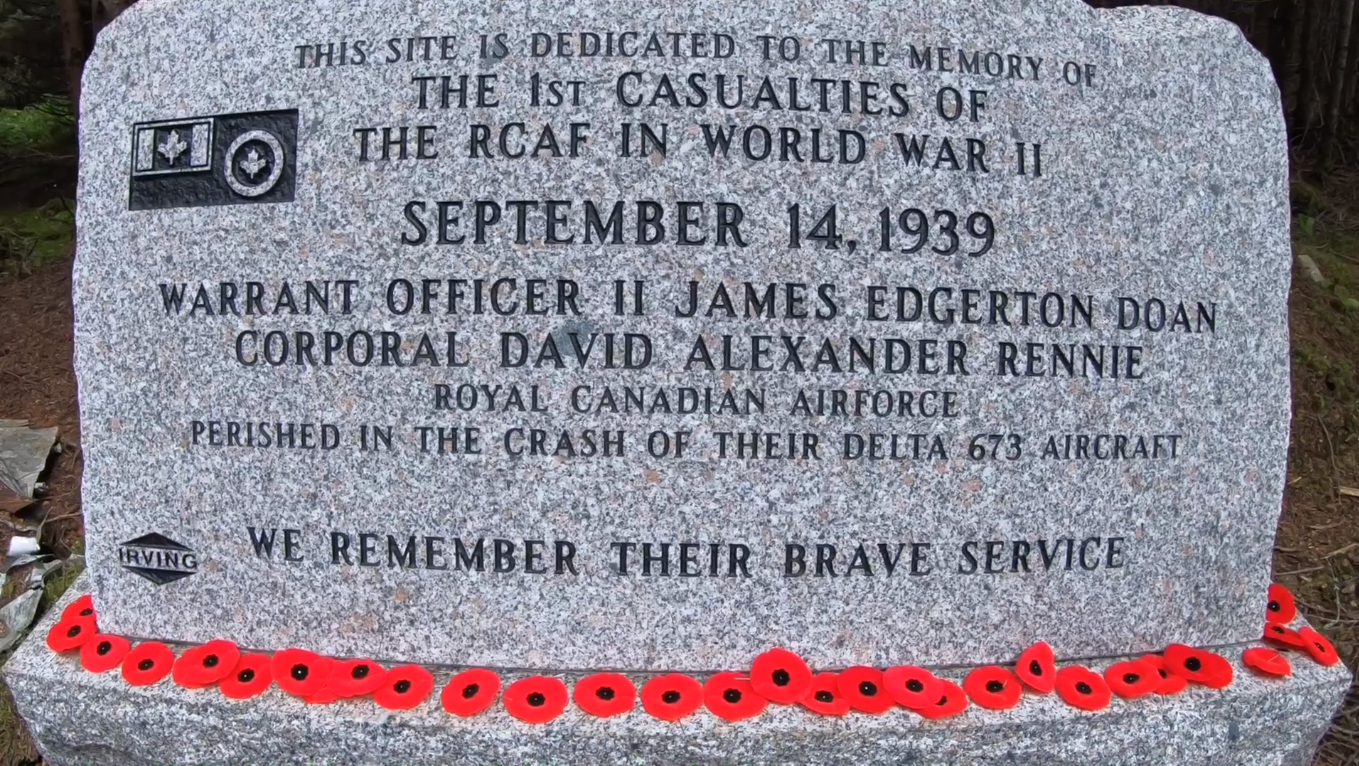 THIS SITE IS DEDICATED TO THE MEMORY OF
THE 1ST CASUALTIES OF
THE RCAF IN WORLD WAR II
SEPTEMBER 14, 1939
WARRANT OFFICER II JAMES EDGERTON DOAN
CORPORAL DAVID ALEXANDER RENNIE
ROYAL CANADIAN AIRFORCE
PERISHED IN THE CRASH OF THEIR DELTA 673 AIRCRAFT
WE REMEMBER THEIR BRAVE SERVICE
IRVING